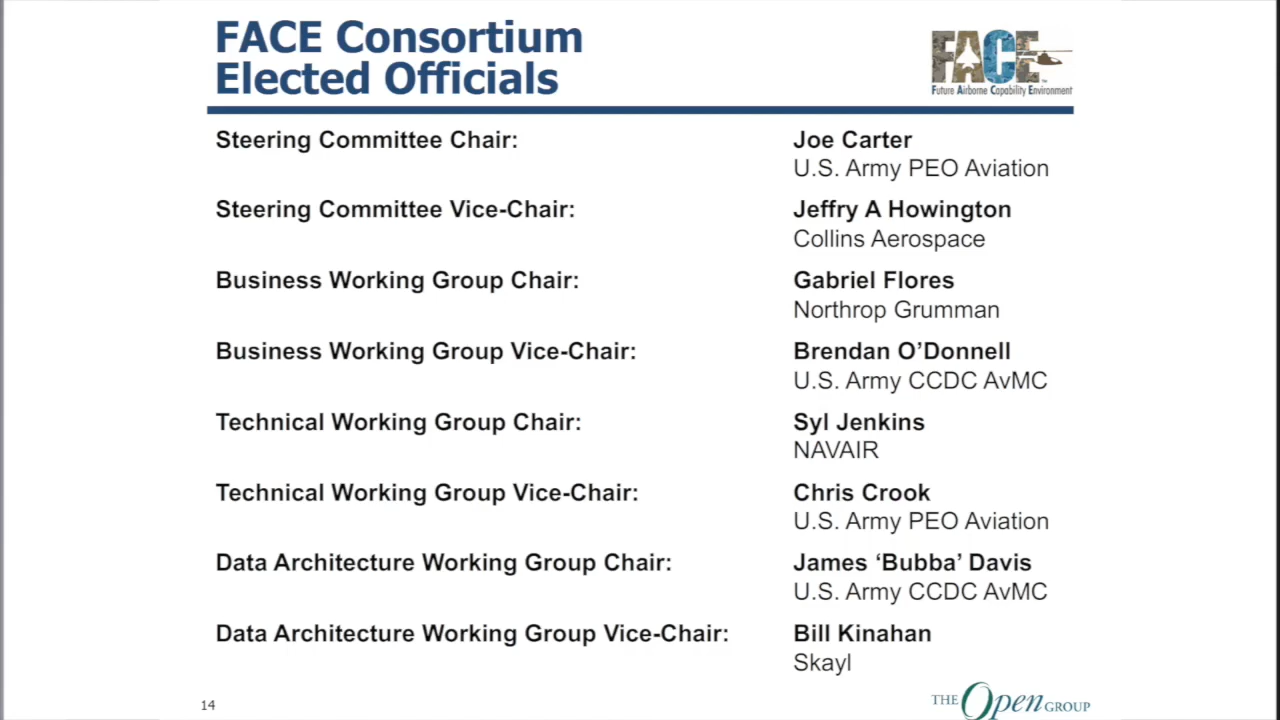 FACE Consortium
Elected Officials
FACE™
Future Airborne Capability Environment
Steering Committee Chair:
Joe Carter
U.S. Army PEO Aviation
Steering Committee Vice-Chair:
Jeffry A Howington
Collins Aerospace
Business Working Group Chair:
Gabriel Flores
Northrop Grumman
Business Working Group Vice-Chair:
Brendan O’Donnell
U.S. Army CCDC AvMC
Technical Working Group Chair:
Syl Jenkins
NAVAIR
Technical Working Group Vice-Chair:
Chris Crook
U.S. Army PEO Aviation
Data Architecture Working Group Chair:
James ‘Bubba’ Davis
U.S. Army CCDC AvMC
Data Architecture Working Group Vice-Chair:
Bill Kinahan
Skayl
14
THE Open GROUP